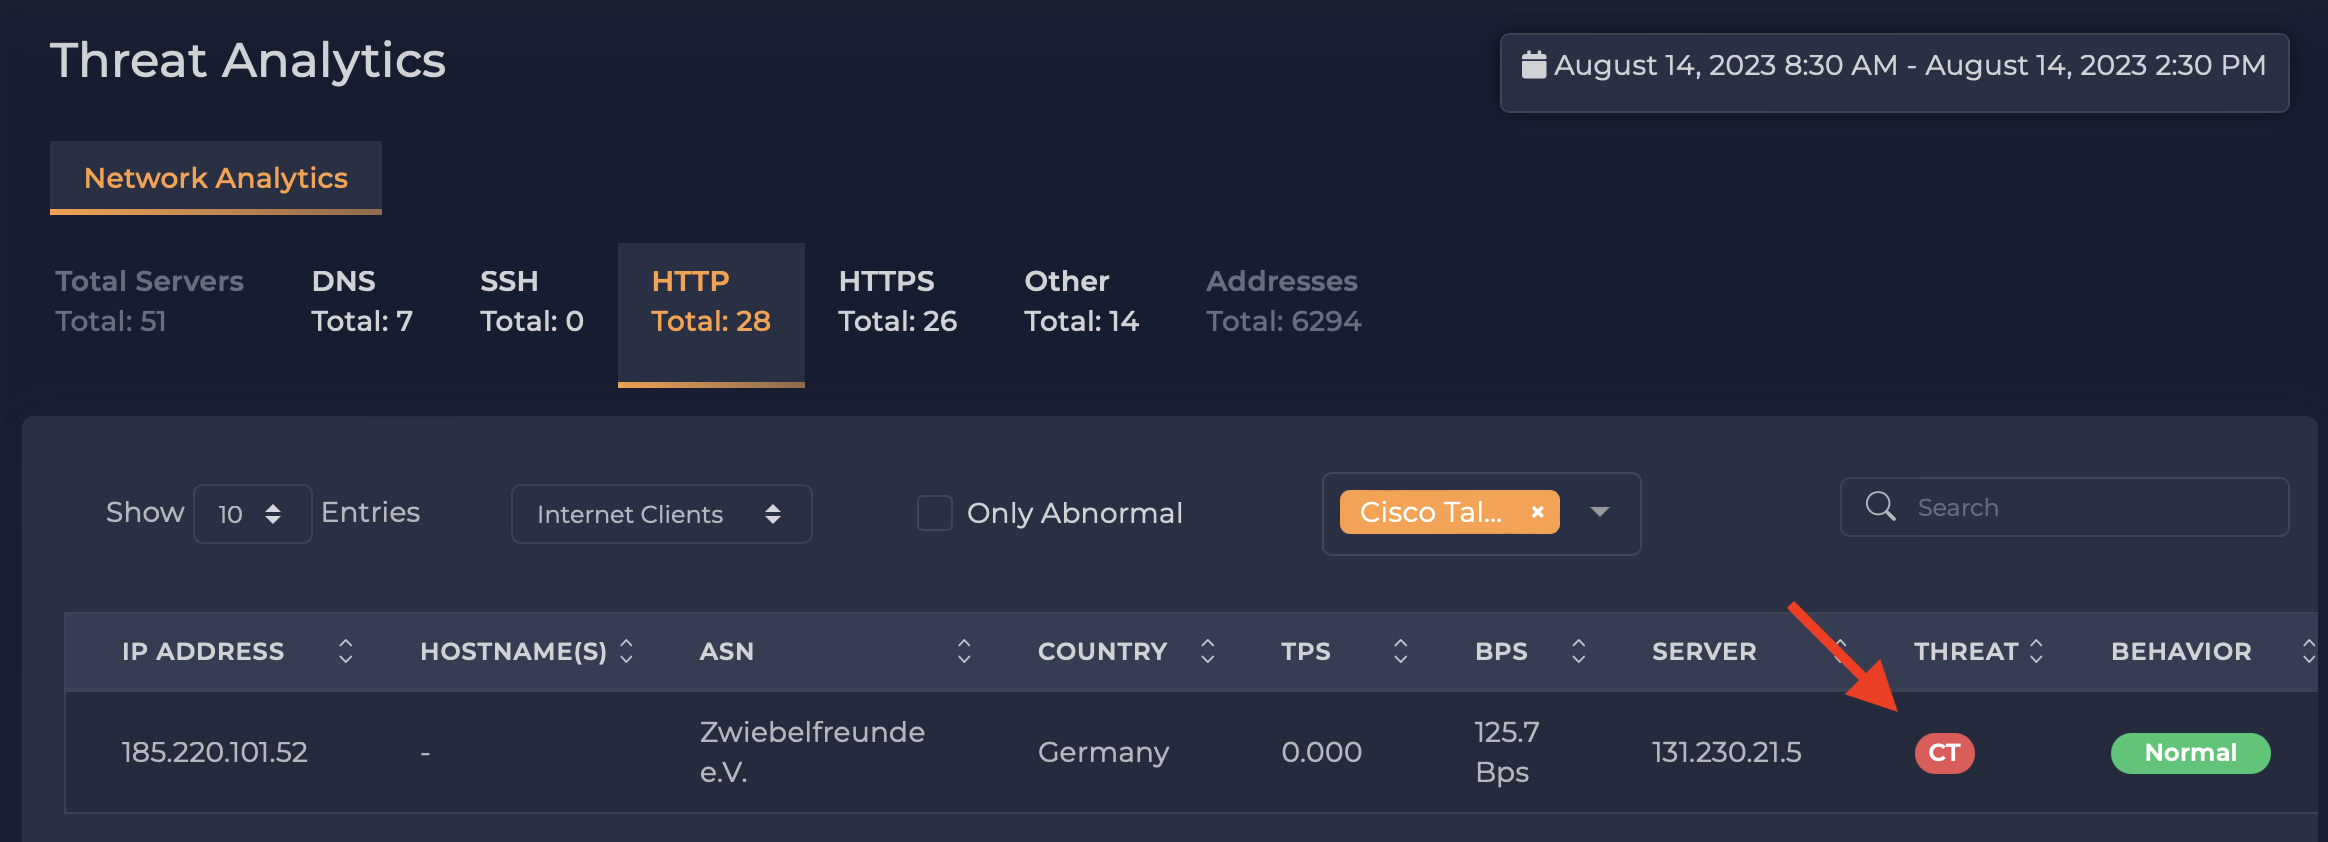 Threat Analytics
August 14, 2023 8:30 AM - August 14, 2023 2:30 PM
Network Analytics
Total Servers DNS SSH HTTP HTTPS Other Addresses
Total: 51 Total: 7 Total: 0 Total: 28 Total: 26 Total: 14 Total: 6294
Show 10 Entries Internet Clients Only Abnormal Cisco Tal... × Search
IP ADDRESS HOSTNAME(S) ASN COUNTRY TPS BPS SERVER THREAT BEHAVIOR
185.220.101.52 - Zwiebelfreunde e.V. Germany 0.000 125.7 Bps 131.230.21.5 CT Normal